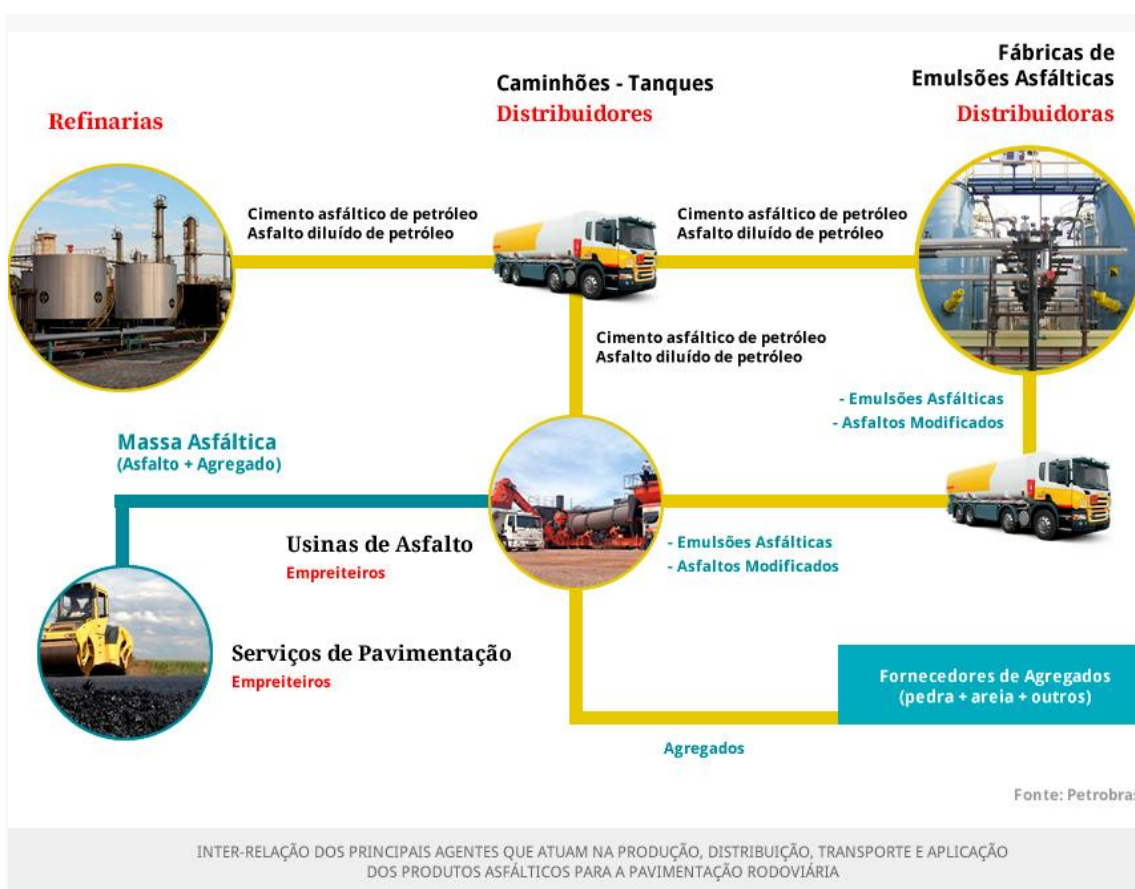 Refinarias
Caminhões - Tanques
Distribuidores
Fábricas de
Emulsões Asfálticas
Distribuidoras
Cimento asfáltico de petróleo
Asfalto diluído de petróleo
Cimento asfáltico de petróleo
Asfalto diluído de petróleo
Cimento asfáltico de petróleo
Asfalto diluído de petróleo
- Emulsões Asfálticas
- Asfaltos Modificados
Massa Asfáltica
(Asfalto + Agregado)
Usinas de Asfalto
Empreiteiros
- Emulsões Asfálticas
- Asfaltos Modificados
Serviços de Pavimentação
Empreiteiros
Fornecedores de Agregados
(pedra + areia + outros)
Agregados
Fonte: Petrobras
INTER-RELAÇÃO DOS PRINCIPAIS AGENTES QUE ATUAM NA PRODUÇÃO, DISTRIBUIÇÃO, TRANSPORTE E APLICAÇÃO
DOS PRODUTOS ASFÁLTICOS PARA A PAVIMENTAÇÃO RODOVIÁRIA